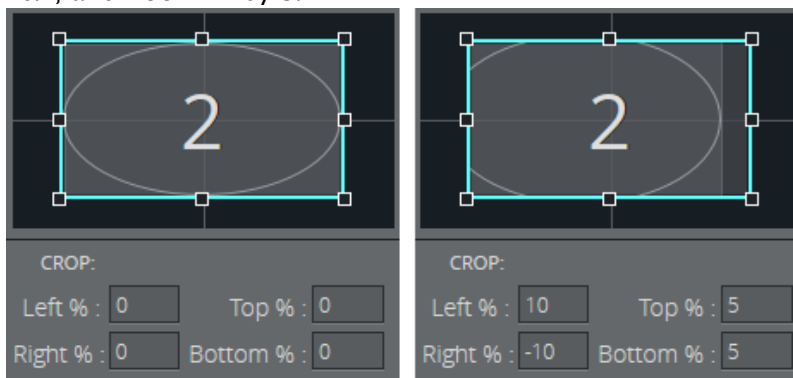 2
CROP:
Left % : 0 Top % : 0
Right % : 0 Bottom % : 0
2
CROP:
Left % : 10 Top % : 5
Right % : -10 Bottom % : 5